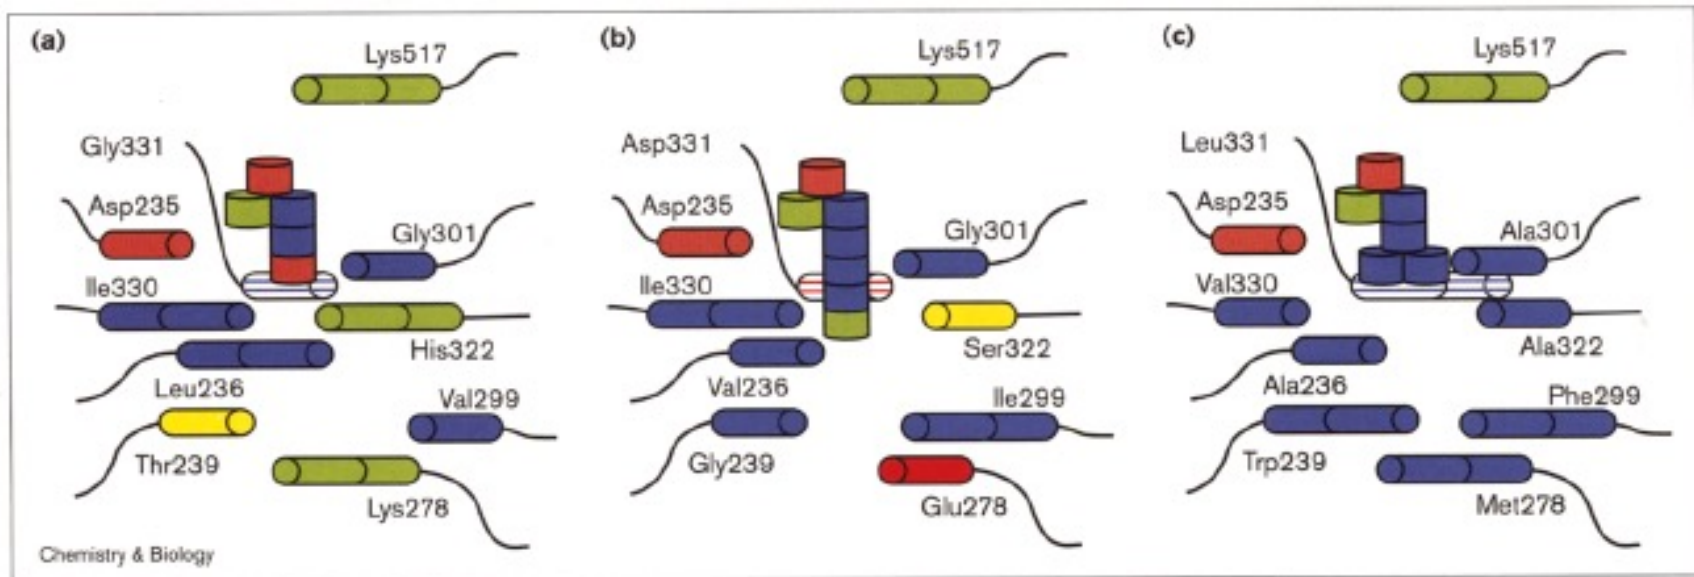 (a)
Lys517
Gly331
Asp235
Gly301
Ile330
His322
Leu236
Val299
Thr239
Lys278
(b)
Lys517
Asp331
Asp235
Gly301
Ile330
Ser322
Val236
Ile299
Gly239
Glu278
(c)
Lys517
Leu331
Asp235
Ala301
Val330
Ala322
Ala236
Phe299
Trp239
Met278
Chemistry & Biology